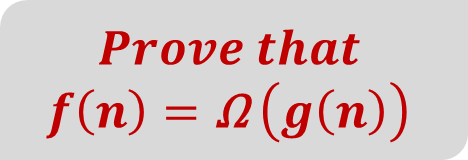 Prove that
f(n) = Ω(g(n))